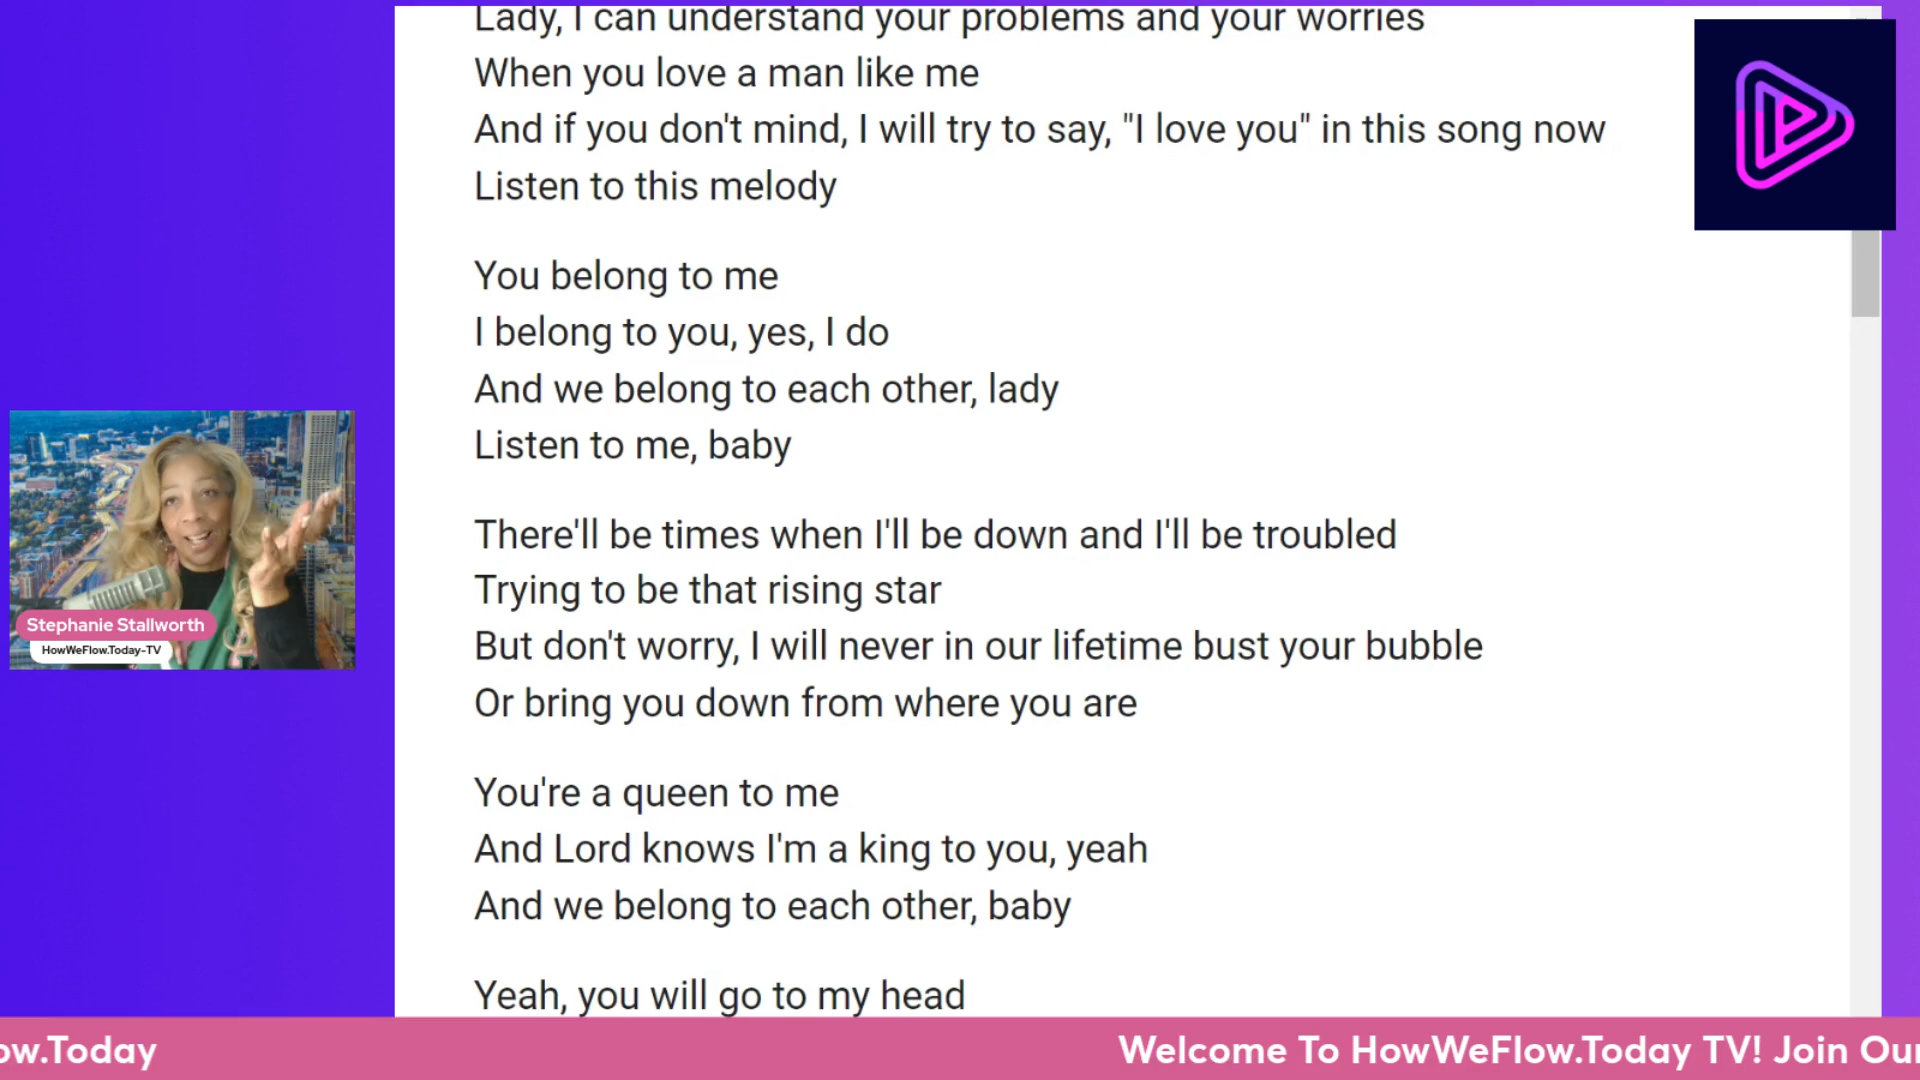 Lady, I can understand your problems and your worries
When you love a man like me
And if you don't mind, I will try to say, "I love you" in this song now
Listen to this melody
You belong to me
I belong to you, yes, I do
And we belong to each other, lady
Listen to me, baby
There'll be times when I'll be down and I'll be troubled
Trying to be that rising star
But don't worry, I will never in our lifetime bust your bubble
Or bring you down from where you are
You're a queen to me
And Lord knows I'm a king to you, yeah
And we belong to each other, baby
Yeah, you will go to my head
Stephanie Stallworth
HowWeFlow.Today-TV
ow.Today
Welcome To HowWeFlow.Today TV! Join Our